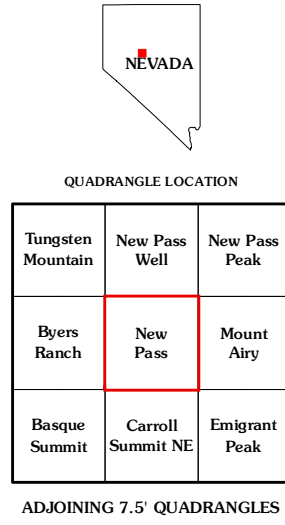 NEVADA
QUADRANGLE LOCATION
Tungsten
Mountain
New Pass
Well
New Pass
Peak
Byers
Ranch
New
Pass
Mount
Airy
Basque
Summit
Carroll
Summit NE
Emigrant
Peak
ADJOINING 7.5' QUADRANGLES